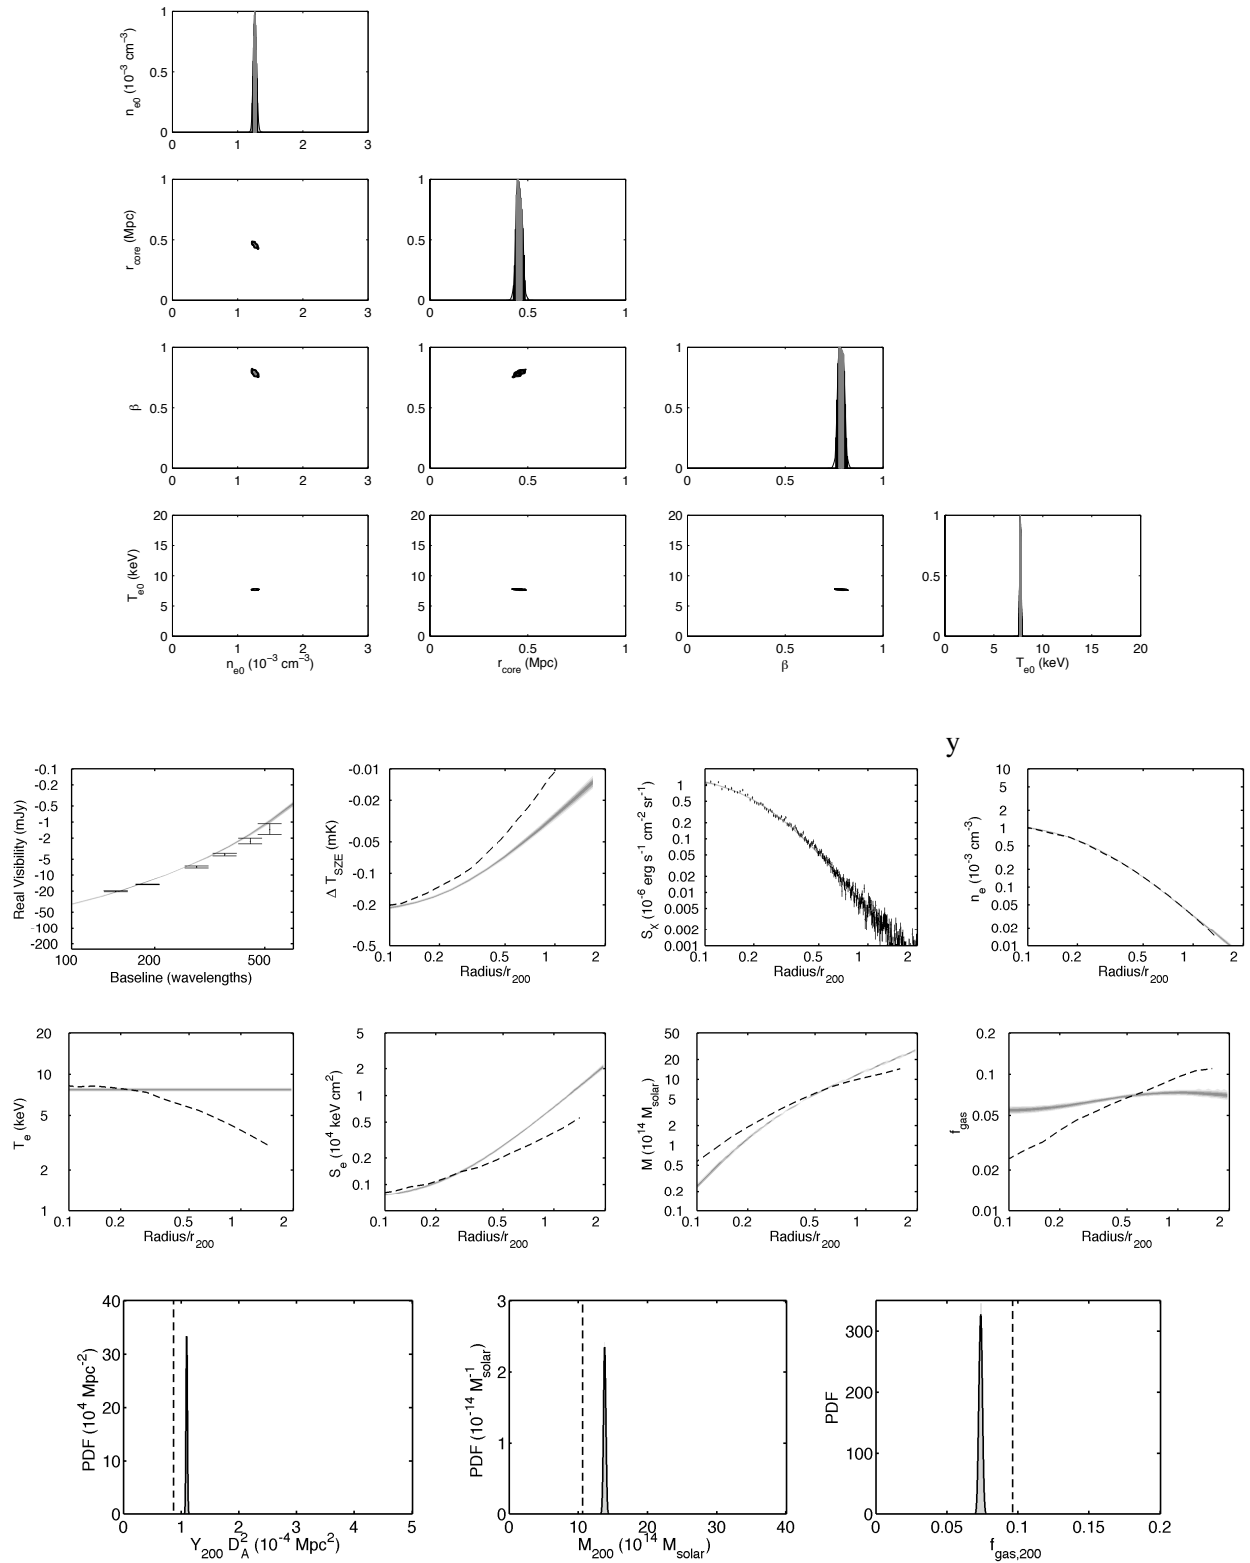 n_e0 (10^−3 cm^−3)
1
0.5
0
0 1 2 3
r_core (Mpc)
1
0.5
0
0 1 2 3
0 0.5 1
β
1
0.5
0
0 1 2 3
1
0.5
0
0 0.5 1
1
0.5
0
0 0.5 1
T_e0 (keV)
20
15
10
5
0
0 1 2 3
n_e0 (10^−3 cm^−3)
20
15
10
5
0
0 0.5 1
r_core (Mpc)
20
15
10
5
0
0 0.5 1
β
1
0.5
0
0 5 10 15 20
T_e0 (keV)
y
Real Visibility (mJy)
-0.1
-0.2
-0.5
-1
-2
-5
-10
-20
-50
-100
-200
100 200 500
Baseline (wavelengths)
Δ T_SZE (mK)
-0.01
-0.02
-0.05
-0.1
-0.2
-0.5
0.1 0.2 0.5 1 2
Radius/r_200
S_X (10^-6 erg s^-1 cm^-2 sr^-1)
1
0.5
0.2
0.1
0.05
0.02
0.01
0.005
0.002
0.001
0.1 0.2 0.5 1 2
Radius/r_200
n_e (10^-3 cm^-3)
10
5
2
1
0.5
0.2
0.1
0.05
0.02
0.01
0.1 0.2 0.5 1 2
Radius/r_200
T_e (keV)
20
10
5
2
1
0.1 0.2 0.5 1 2
Radius/r_200
S_e (10^4 keV cm^2)
5
2
1
0.5
0.2
0.1
0.1 0.2 0.5 1 2
Radius/r_200
M (10^14 M_solar)
50
20
10
5
2
1
0.5
0.2
0.1
0.1 0.2 0.5 1 2
Radius/r_200
f_gas
0.2
0.1
0.05
0.02
0.01
0.1 0.2 0.5 1 2
Radius/r_200
PDF (10^4 Mpc^-2)
40
30
20
10
0
0 1 2 3 4 5
Y_200 D_A^2 (10^-4 Mpc^2)
PDF (10^-14 M_solar^-1)
3
2
1
0
0 10 20 30 40
M_200 (10^14 M_solar)
PDF
300
200
100
0
0 0.05 0.1 0.15 0.2
f_gas,200